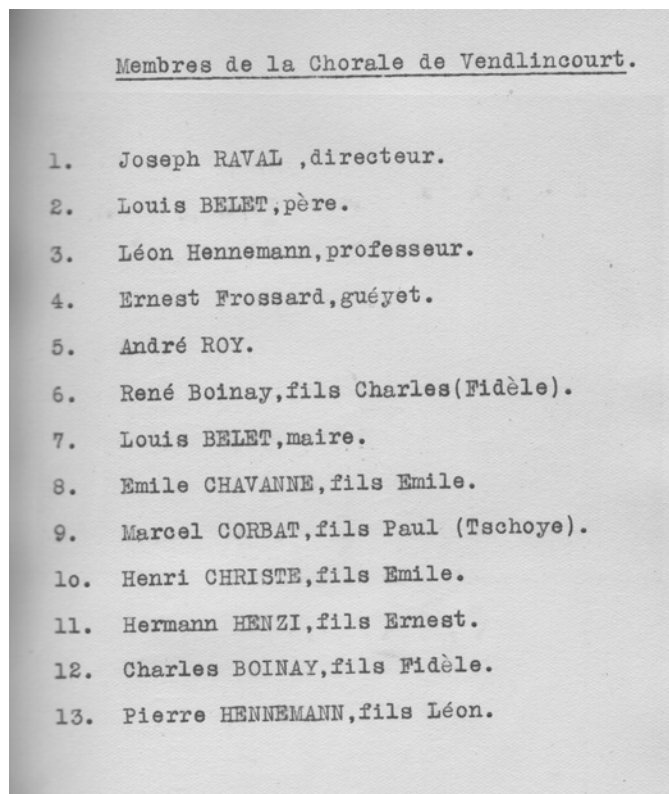 Membres de la Chorale de Vendlincourt.
1. Joseph RAVAL ,directeur.
2. Louis BELET,père.
3. Léon Hennemann,professeur.
4. Ernest Frossard,guéyet.
5. André ROY.
6. René Boinay,fils Charles(Fidèle).
7. Louis BELET,maire.
8. Emile CHAVANNE,fils Emile.
9. Marcel CORBAT,fils Paul (Tschoye).
lo. Henri CHRISTE,fils Emile.
11. Hermann HENZI,fils Ernest.
12. Charles BOINAY,fils Fidèle.
13. Pierre HENNEMANN,fils Léon.